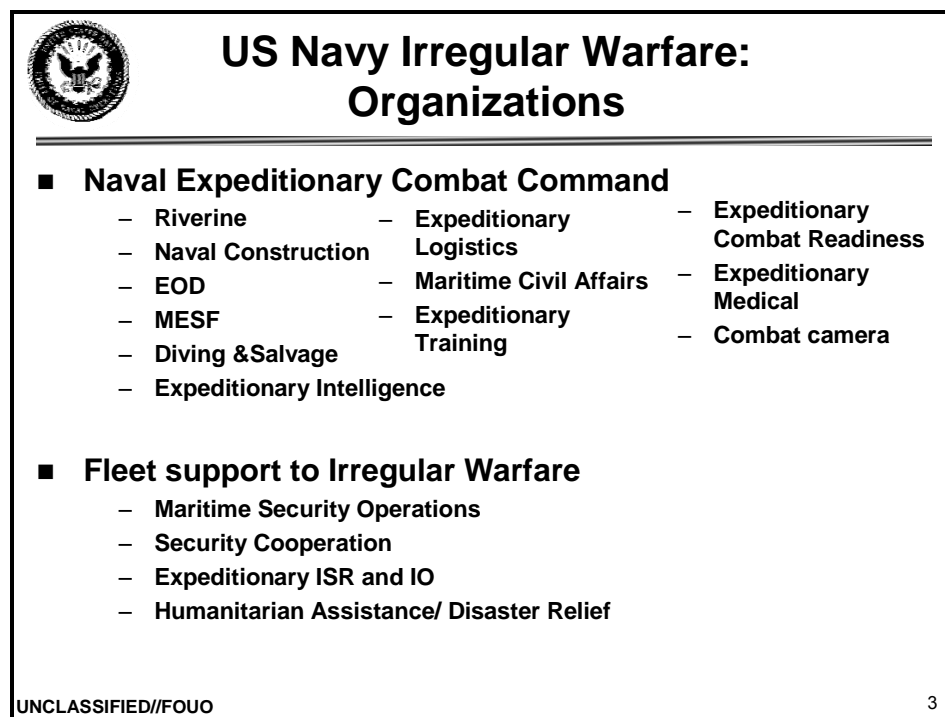 US Navy Irregular Warfare:
Organizations
■ Naval Expeditionary Combat Command
– Riverine
– Naval Construction
– EOD
– MESF
– Diving &Salvage
– Expeditionary Intelligence
– Expeditionary
Logistics
– Maritime Civil Affairs
– Expeditionary
Training
– Expeditionary
Combat Readiness
– Expeditionary
Medical
– Combat camera
■ Fleet support to Irregular Warfare
– Maritime Security Operations
– Security Cooperation
– Expeditionary ISR and IO
– Humanitarian Assistance/ Disaster Relief
UNCLASSIFIED//FOUO
3